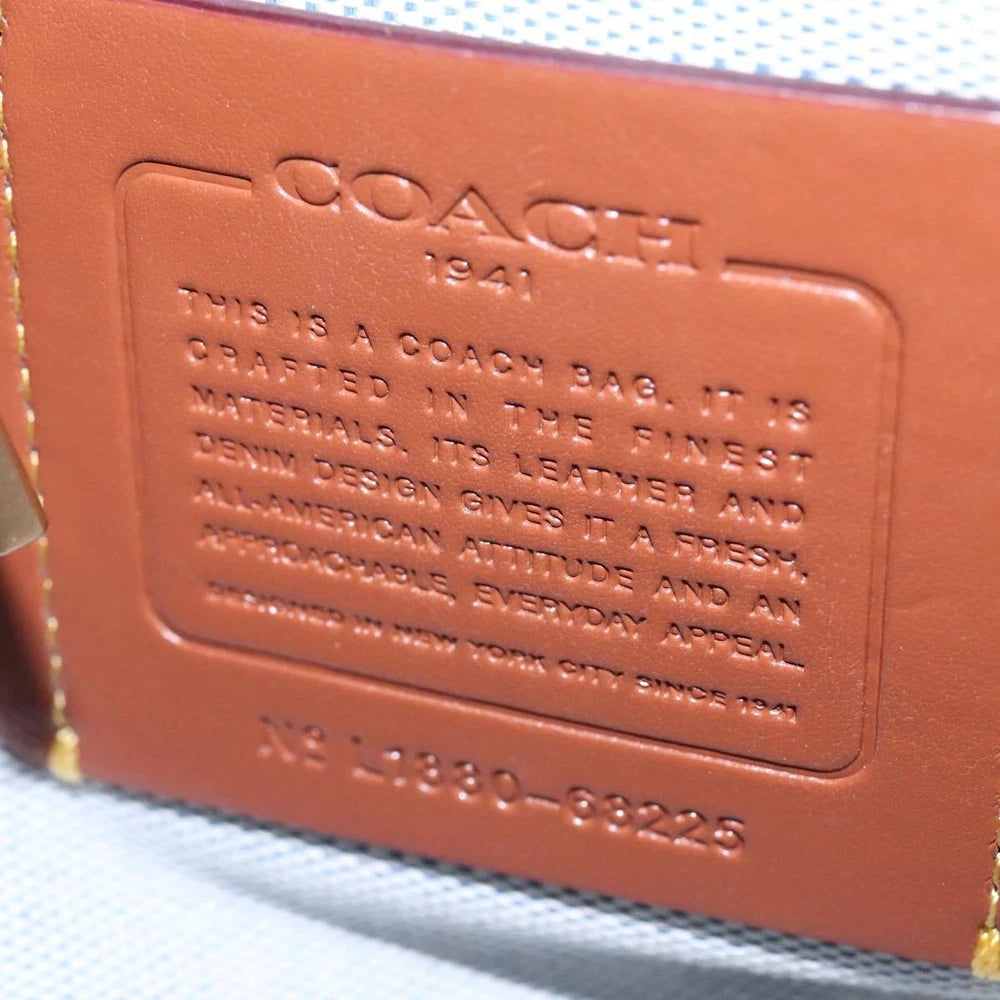 COACH
1941
THIS IS A COACH BAG. IT IS
CRAFTED IN THE FINEST
MATERIALS. ITS LEATHER AND
DENIM DESIGN GIVES IT A FRESH,
ALL-AMERICAN ATTITUDE AND AN
APPROACHABLE, EVERYDAY APPEAL.
DESIGNED IN NEW YORK CITY SINCE 1941
Nº L1330-68225